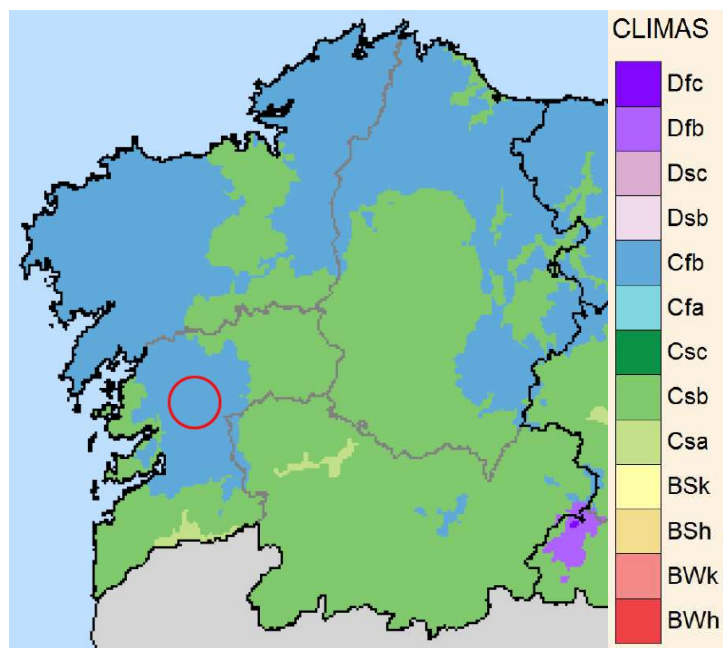 CLIMAS
Dfc
Dfb
Dsc
Dsb
Cfb
Cfa
Csc
Csb
Csa
BSk
BSh
BWk
BWh